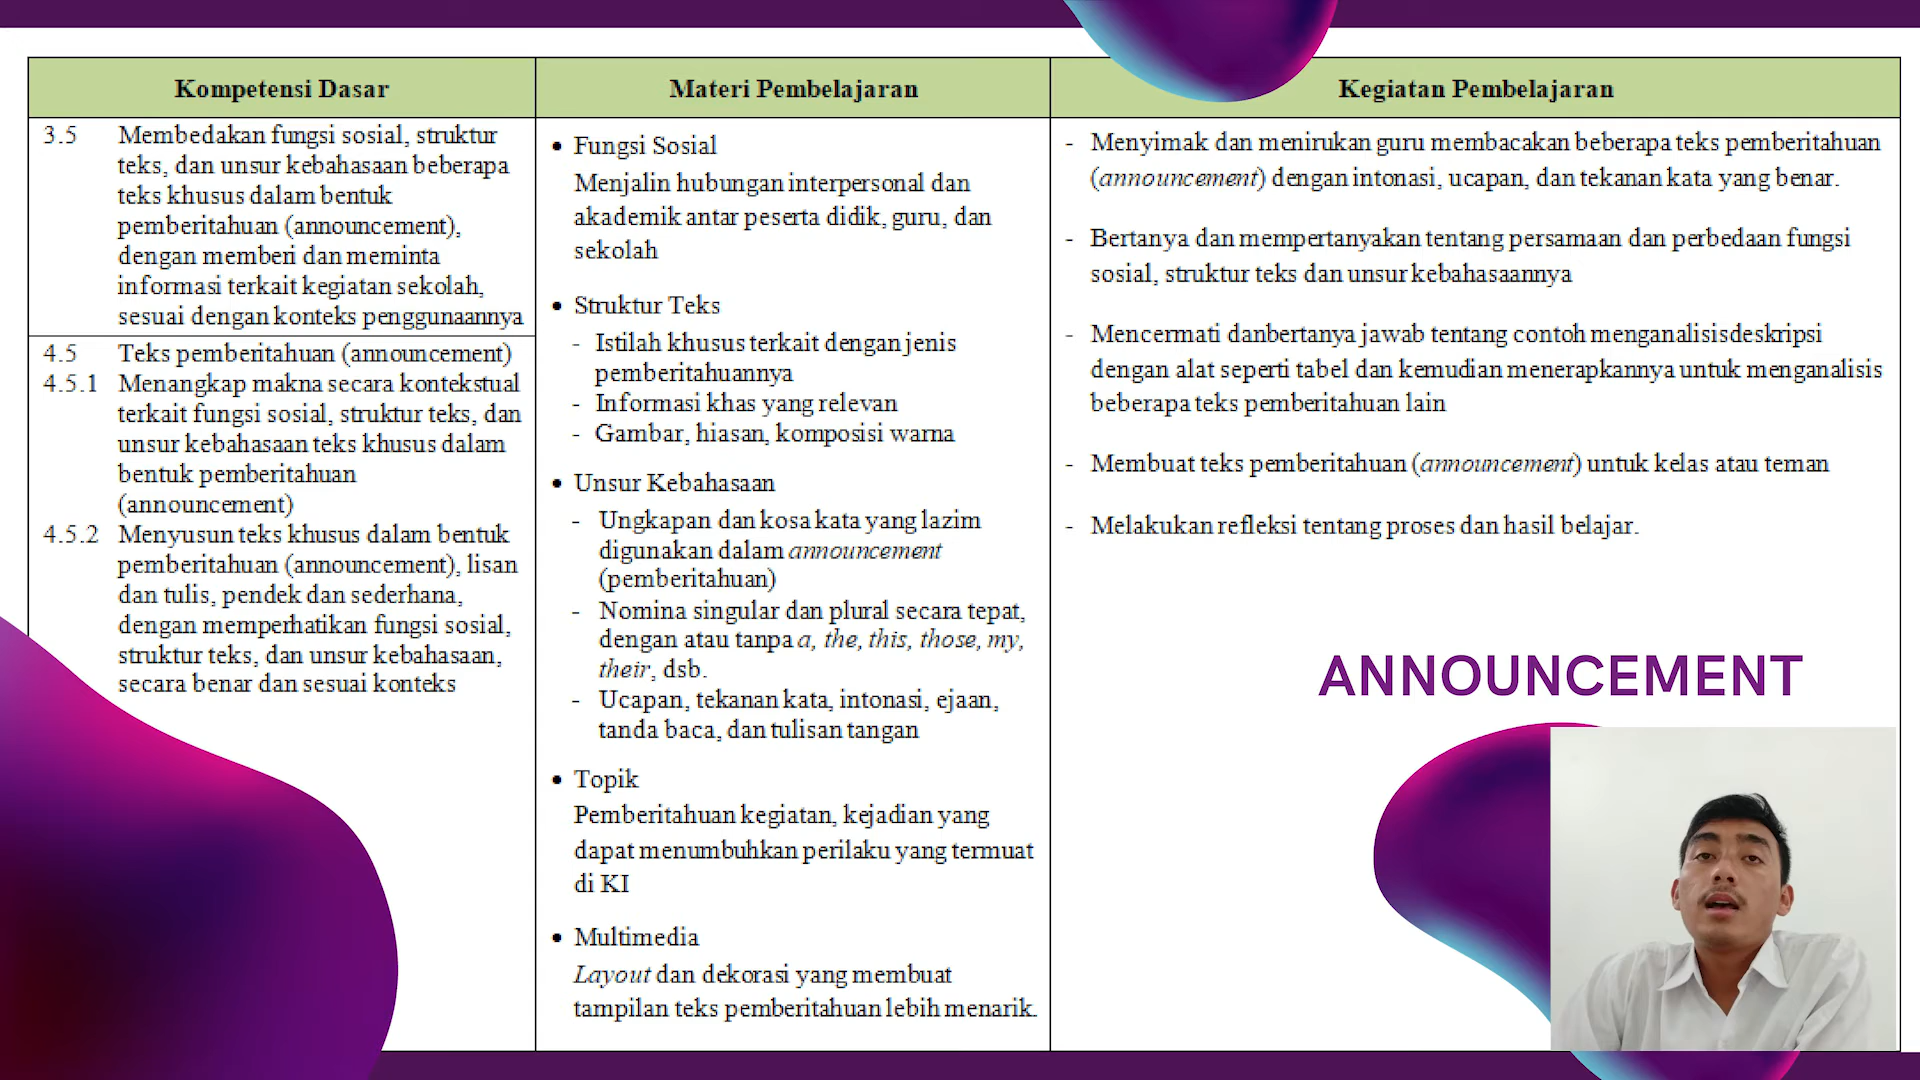 Kompetensi Dasar
Materi Pembelajaran
Kegiatan Pembelajaran
3.5 Membedakan fungsi sosial, struktur
teks, dan unsur kebahasaan beberapa
teks khusus dalam bentuk
pemberitahuan (announcement),
dengan memberi dan meminta
informasi terkait kegiatan sekolah,
sesuai dengan konteks penggunaannya
4.5 Teks pemberitahuan (announcement)
4.5.1 Menangkap makna secara kontekstual
terkait fungsi sosial, struktur teks, dan
unsur kebahasaan teks khusus dalam
bentuk pemberitahuan
(announcement)
4.5.2 Menyusun teks khusus dalam bentuk
pemberitahuan (announcement), lisan
dan tulis, pendek dan sederhana,
dengan memperhatikan fungsi sosial,
struktur teks, dan unsur kebahasaan,
secara benar dan sesuai konteks
• Fungsi Sosial
Menjalin hubungan interpersonal dan
akademik antar peserta didik, guru, dan
sekolah
• Struktur Teks
- Istilah khusus terkait dengan jenis
pemberitahuannya
- Informasi khas yang relevan
- Gambar, hiasan, komposisi warna
• Unsur Kebahasaan
- Ungkapan dan kosa kata yang lazim
digunakan dalam announcement
(pemberitahuan)
- Nomina singular dan plural secara tepat,
dengan atau tanpa a, the, this, those, my,
their, dsb.
- Ucapan, tekanan kata, intonasi, ejaan,
tanda baca, dan tulisan tangan
• Topik
Pemberitahuan kegiatan, kejadian yang
dapat menumbuhkan perilaku yang termuat
di KI
• Multimedia
Layout dan dekorasi yang membuat
tampilan teks pemberitahuan lebih menarik.
- Menyimak dan menirukan guru membacakan beberapa teks pemberitahuan
(announcement) dengan intonasi, ucapan, dan tekanan kata yang benar.
- Bertanya dan mempertanyakan tentang persamaan dan perbedaan fungsi
sosial, struktur teks dan unsur kebahasaannya
- Mencermati danbertanya jawab tentang contoh menganalisisdeskripsi
dengan alat seperti tabel dan kemudian menerapkannya untuk menganalisis
beberapa teks pemberitahuan lain
- Membuat teks pemberitahuan (announcement) untuk kelas atau teman
- Melakukan refleksi tentang proses dan hasil belajar.
ANNOUNCEMENT